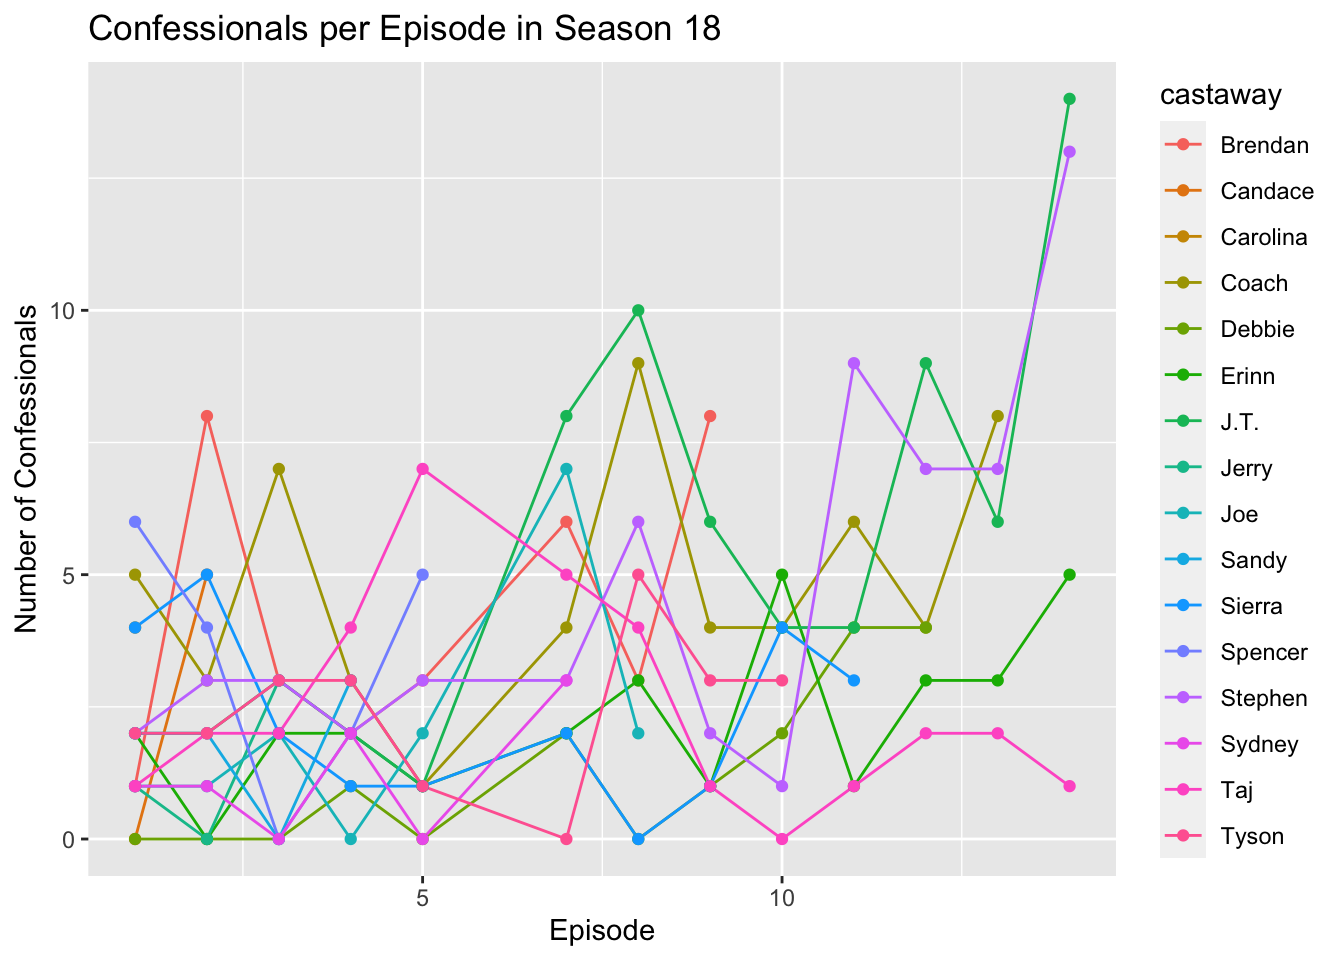 Confessionals per Episode in Season 18
Number of Confessionals
10
5
0
5
10
Episode
castaway
Brendan
Candace
Carolina
Coach
Debbie
Erinn
J.T.
Jerry
Joe
Sandy
Sierra
Spencer
Stephen
Sydney
Taj
Tyson